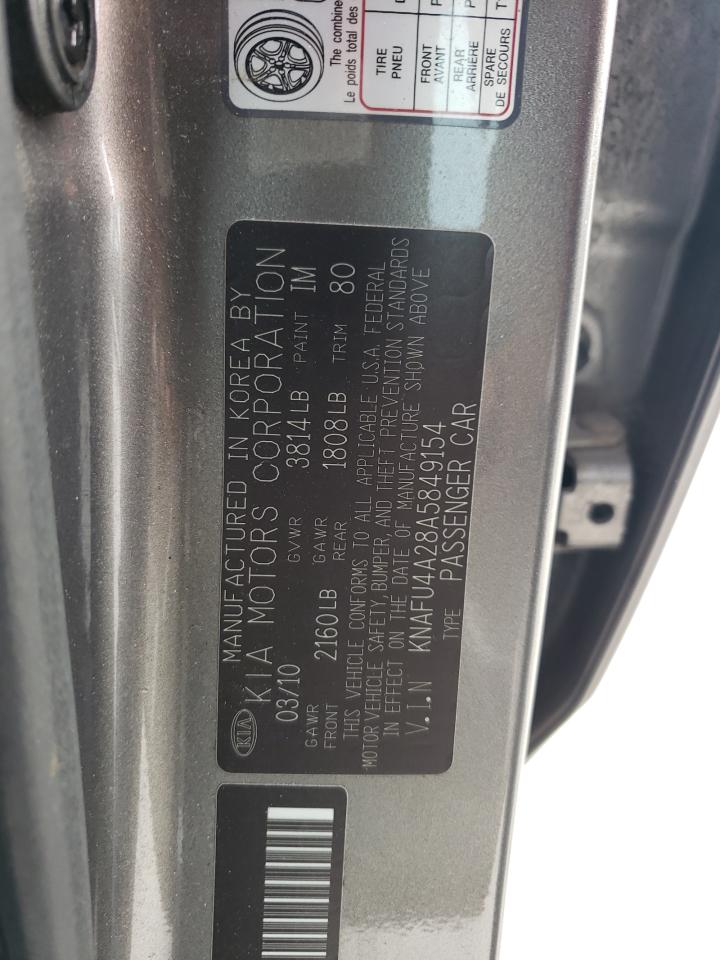 The combine
Le poids total des
TIRE
PNEU
FRONT
AVANT
REAR
ARRIÈRE
SPARE
DE SECOURS
KIA
MANUFACTURED IN KOREA BY
KIA MOTORS CORPORATION
03/10 GVWR 3814LB PAINT IM
GAWR FRONT 2160LB GAWR REAR 1808LB TRIM 80
THIS VEHICLE CONFORMS TO ALL APPLICABLE U.S.A. FEDERAL
MOTOR VEHICLE SAFETY, BUMPER, AND THEFT PREVENTION STANDARDS
IN EFFECT ON THE DATE OF MANUFACTURE SHOWN ABOVE
V.I.N KNAFU4A28A5849154
TYPE PASSENGER CAR